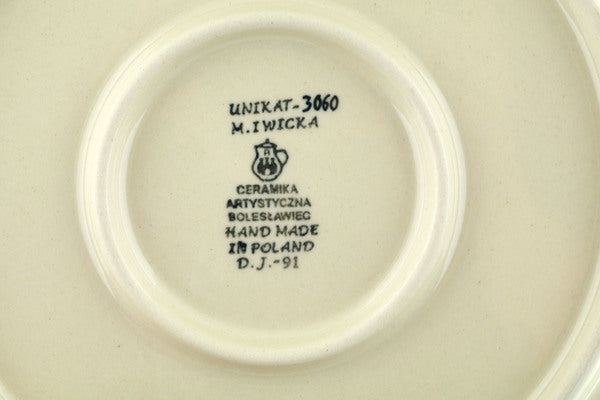 UNIKAT-3060
M.IWICKA
CERAMIKA
ARTYSTYCZNA
BOLESŁAWIEC
HAND MADE
IN POLAND
D.J.-91